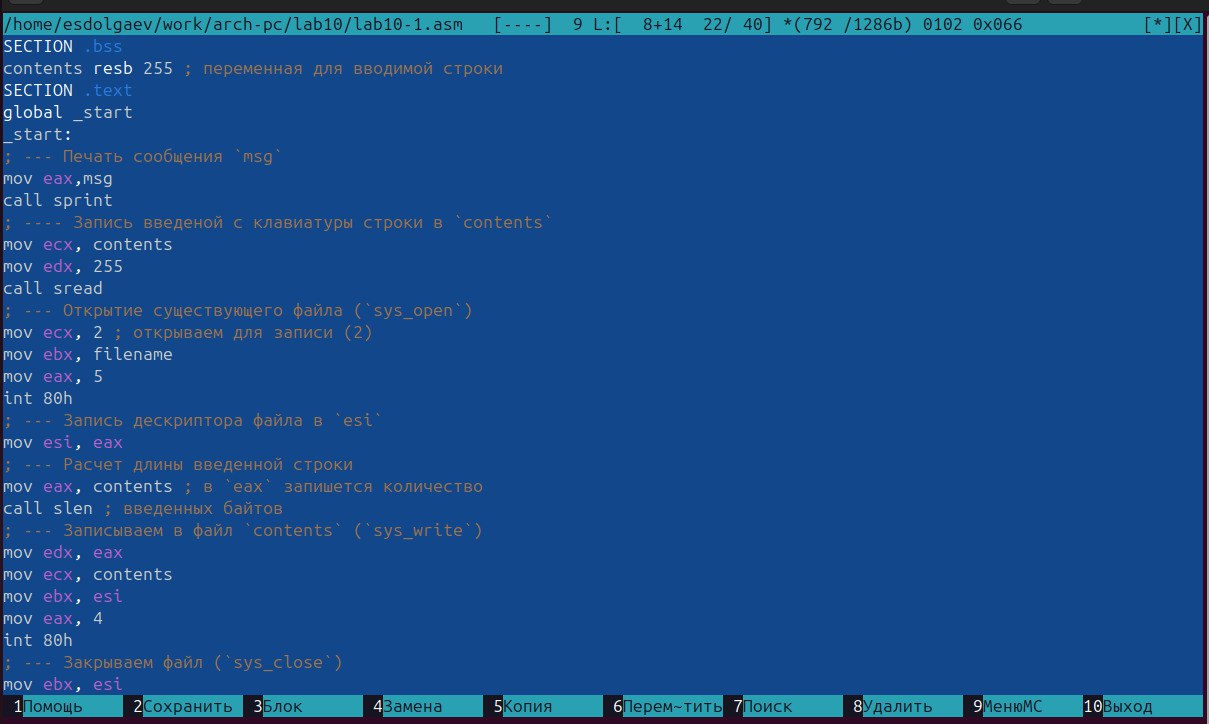 /home/esdolgaev/work/arch-pc/lab10/lab10-1.asm   [----]  9 L:[  8+14  22/ 40] *(792 /1286b) 0102 0x066            [*][X]
SECTION .bss
contents resb 255 ; переменная для вводимой строки
SECTION .text
global _start
_start:
; --- Печать сообщения `msg`
mov eax,msg
call sprint
; ---- Запись введеной с клавиатуры строки в `contents`
mov ecx, contents
mov edx, 255
call sread
; --- Открытие существующего файла (`sys_open`)
mov ecx, 2 ; открываем для записи (2)
mov ebx, filename
mov eax, 5
int 80h
; --- Запись дескриптора файла в `esi`
mov esi, eax
; --- Расчет длины введенной строки
mov eax, contents ; в `eax` запишется количество
call slen ; введенных байтов
; --- Записываем в файл `contents` (`sys_write`)
mov edx, eax
mov ecx, contents
mov ebx, esi
mov eax, 4
int 80h
; --- Закрываем файл (`sys_close`)
mov ebx, esi
1Помощь 2Сохранить 3Блок 4Замена 5Копия 6Перем~тить 7Поиск 8Удалить 9МенюMC 10Выход